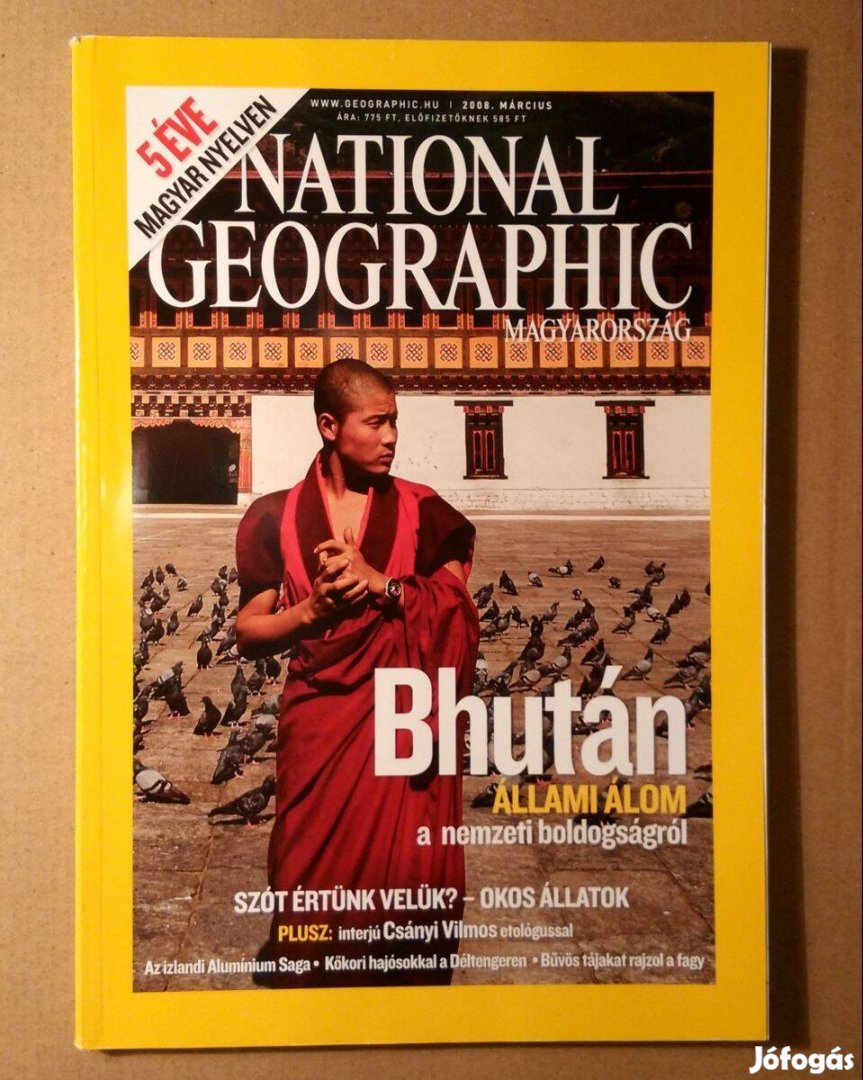 5 ÉVE
MAGYAR NYELVEN
WWW.GEOGRAPHIC.HU | 2008. MÁRCIUS
ÁRA: 775 FT, ELŐFIZETŐKNEK 585 FT
NATIONAL
GEOGRAPHIC
MAGYARORSZÁG
Bhután
ÁLLAMI ÁLOM
a nemzeti boldogságról
SZÓT ÉRTÜNK VELÜK? – OKOS ÁLLATOK
PLUSZ: interjú Csányi Vilmos etológussal
Az izlandi Alumínium Saga • Kőkori hajósokkal a Déltengeren • Bűvös tájakat rajzol a fagy
Jófogás